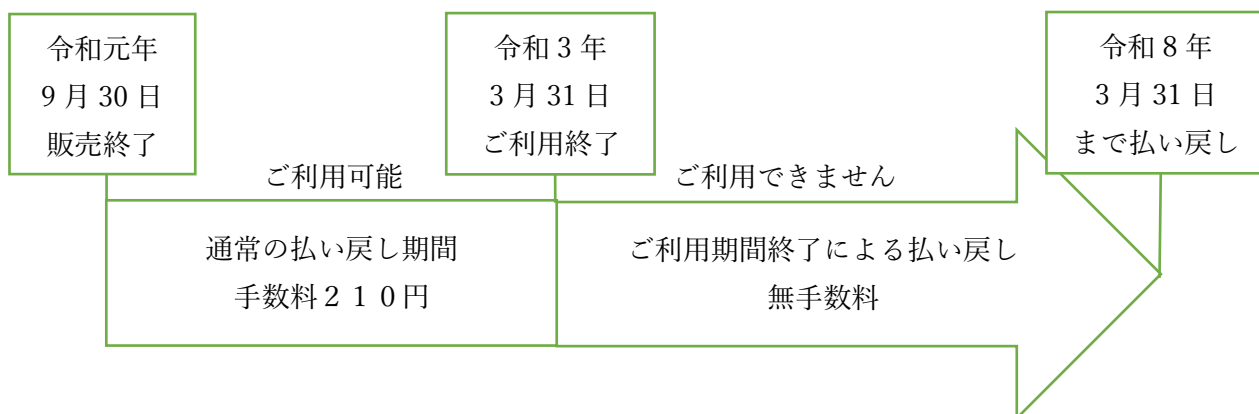 令和元年
9月30日
販売終了
令和3年
3月31日
ご利用終了
令和8年
3月31日
まで払い戻し
ご利用可能
ご利用できません
通常の払い戻し期間
手数料２１０円
ご利用期間終了による払い戻し
無手数料